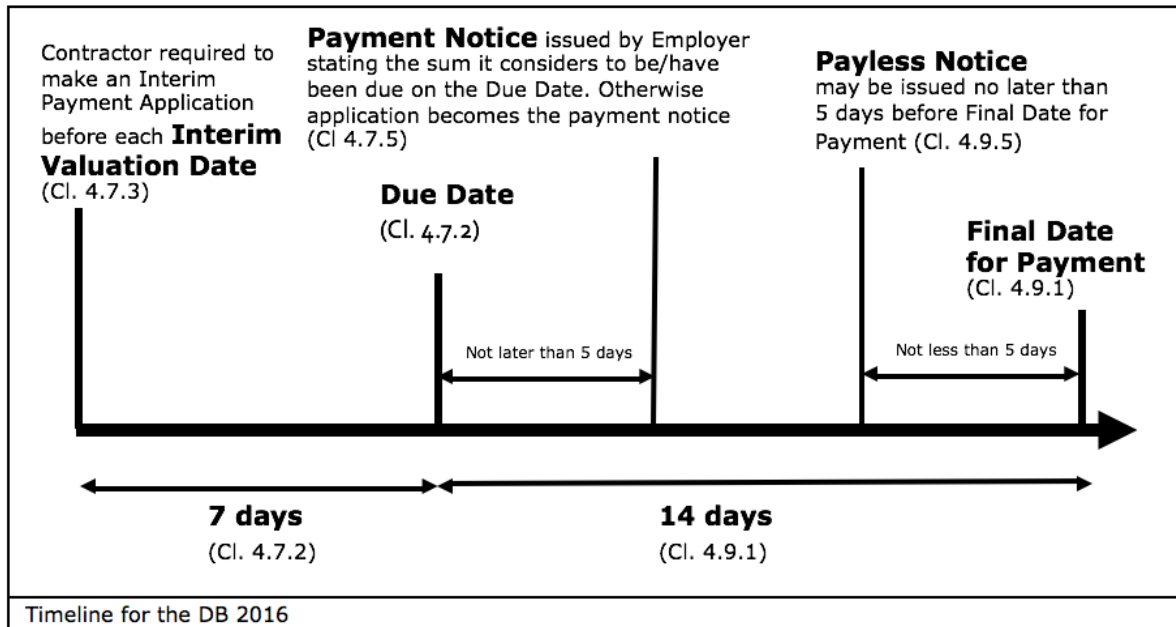 Contractor required to
make an Interim
Payment Application
before each Interim
Valuation Date
(Cl. 4.7.3)
Payment Notice issued by Employer
stating the sum it considers to be/have
been due on the Due Date. Otherwise
application becomes the payment notice
(Cl 4.7.5)
Due Date
(Cl. 4.7.2)
Payless Notice
may be issued no later than
5 days before Final Date for
Payment (Cl. 4.9.5)
Final Date
for Payment
(Cl. 4.9.1)
Not later than 5 days
Not less than 5 days
7 days
(Cl. 4.7.2)
14 days
(Cl. 4.9.1)
Timeline for the DB 2016